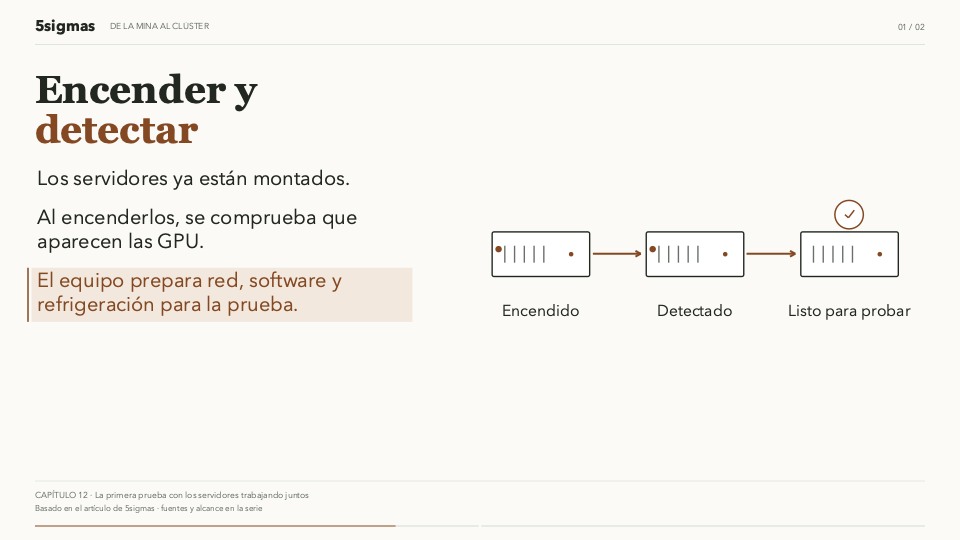 5sigmas
DE LA MINA AL CLÚSTER
01 / 02
Encender y
detectar
Los servidores ya están montados.
Al encenderlos, se comprueba que
aparecen las GPU.
El equipo prepara red, software y
refrigeración para la prueba.
Encendido
Detectado
Listo para probar
CAPÍTULO 12 · La primera prueba con los servidores trabajando juntos
Basado en el artículo de 5sigmas · fuentes y alcance en la serie